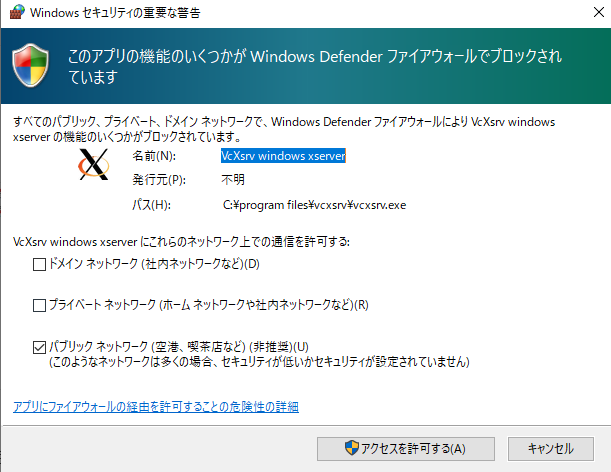 Windows セキュリティの重要な警告
このアプリの機能のいくつかが Windows Defender ファイアウォールでブロックされ
ています
すべてのパブリック、プライベート、ドメイン ネットワークで、Windows Defender ファイアウォールにより VcXsrv windows
xserver の機能のいくつかがブロックされています。
名前(N): VcXsrv windows xserver
発行元(P): 不明
パス(H): C:¥program files¥vcxsrv¥vcxsrv.exe
VcXsrv windows xserver にこれらのネットワーク上での通信を許可する:
ドメイン ネットワーク (社内ネットワークなど)(D)
プライベート ネットワーク (ホーム ネットワークや社内ネットワークなど)(R)
パブリック ネットワーク (空港、喫茶店など) (非推奨)(U)
(このようなネットワークは多くの場合、セキュリティが低いかセキュリティが設定されていません)
アプリにファイアウォールの経由を許可することの危険性の詳細
アクセスを許可する(A) キャンセル